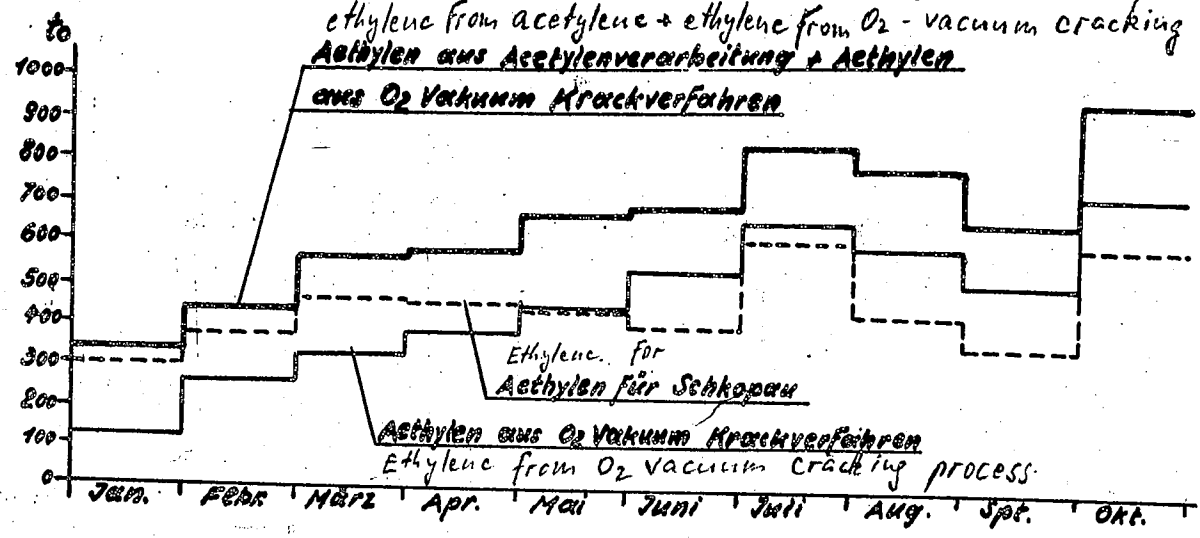 ethylene from acetylene + ethylene from O2 - vacuum cracking
to
Aethylen aus Acetylenverarbeitung + Aethylen
aus O2 Vakuum Krackverfahren
1000
900
800
700
600
500
400
300
200
100
0
Ethylene. For
Aethylen für Schkopau
Aethylen aus O2 Vakuum Krackverfahren
Ethylene from O2 vacuum cracking process.
Jan. Febr. März Apr. Mai Juni Juli Aug. Spt. Okt.